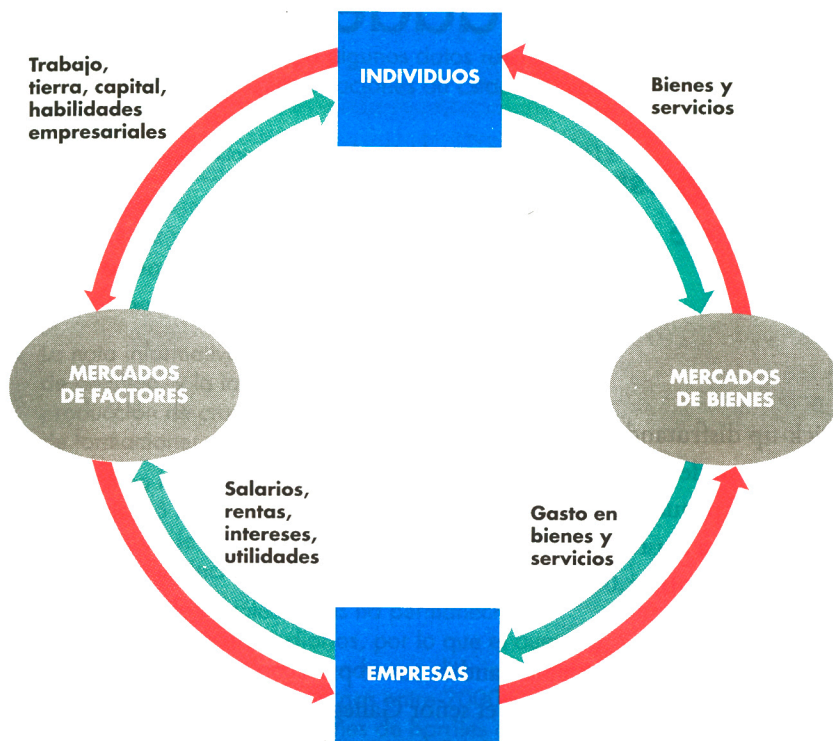 INDIVIDUOS
Trabajo,
tierra, capital,
habilidades
empresariales
Bienes y
servicios
MERCADOS
DE FACTORES
MERCADOS
DE BIENES
Salarios,
rentas,
intereses,
utilidades
Gasto en
bienes y
servicios
EMPRESAS